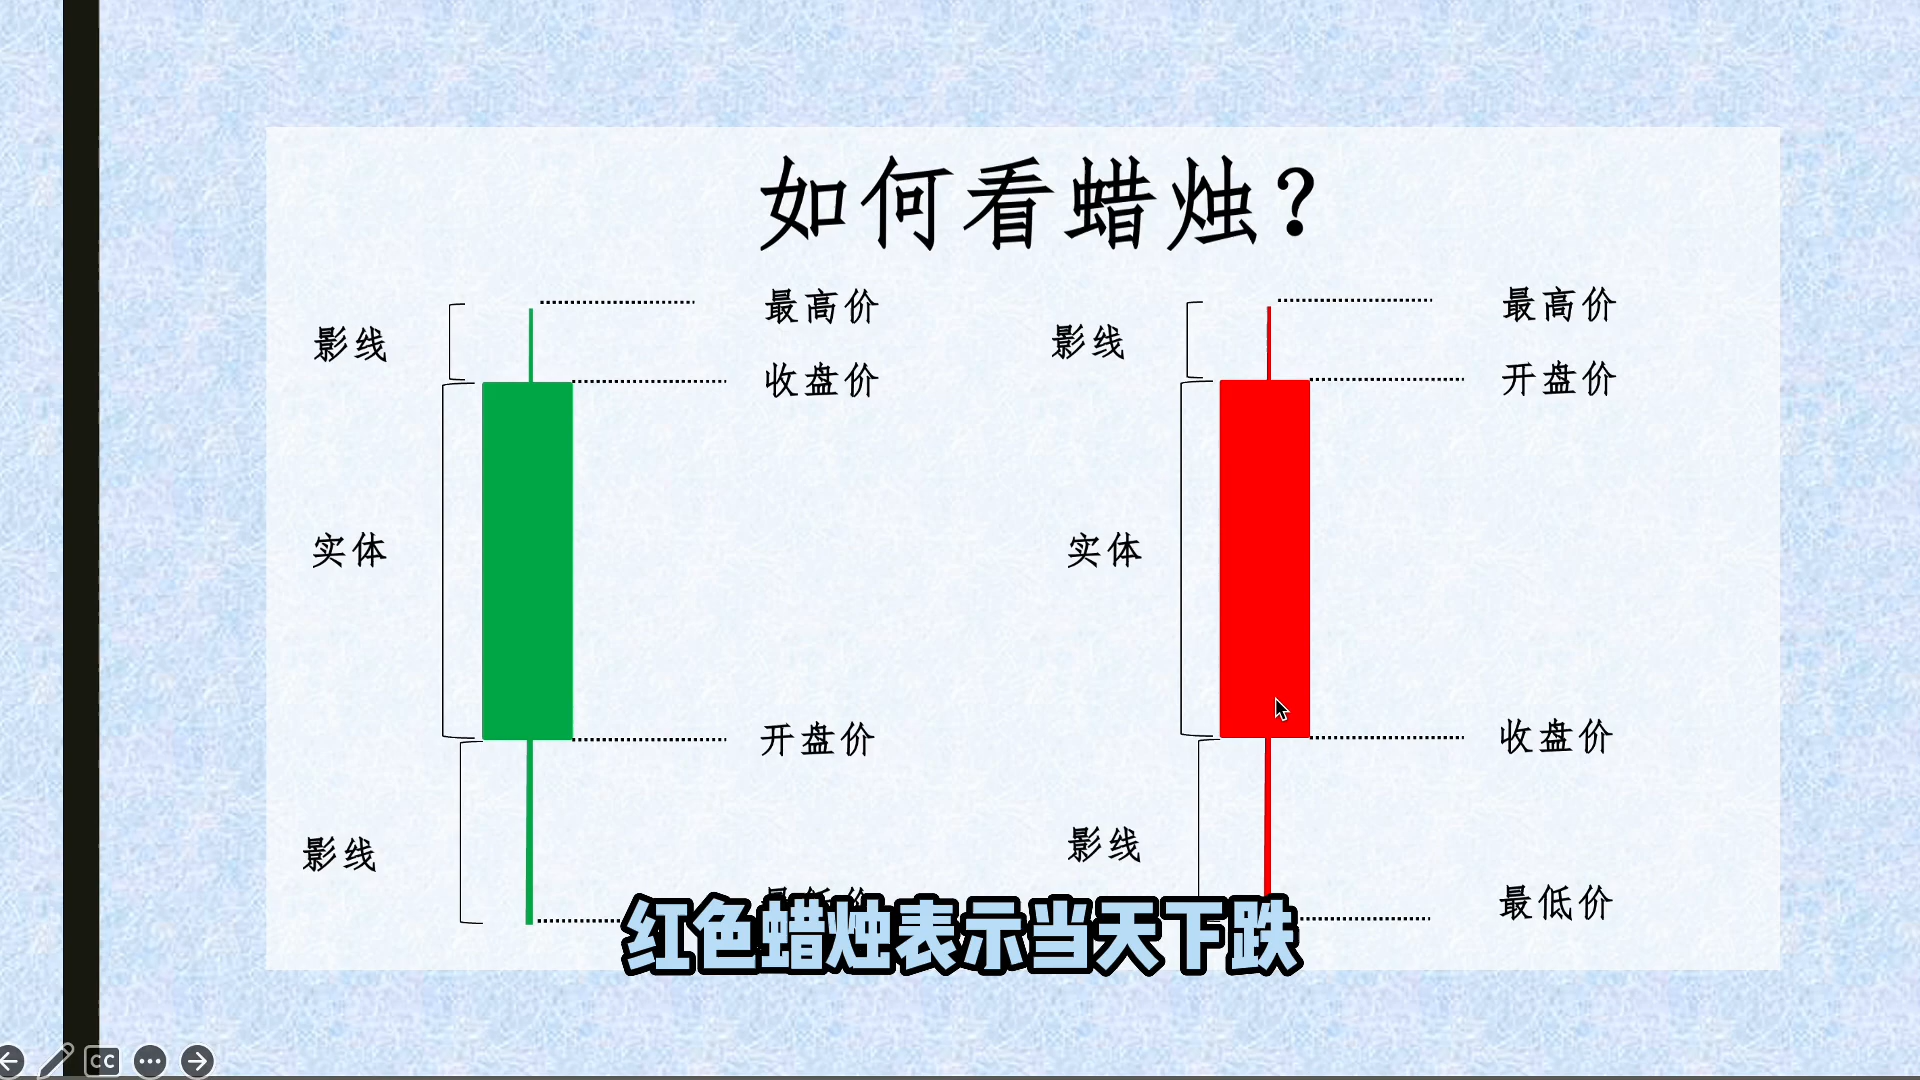 如何看蜡烛?
影线
最高价
收盘价
实体
开盘价
影线
影线
最高价
开盘价
实体
收盘价
影线
最低价
红色蜡烛表示当天下跌
CC